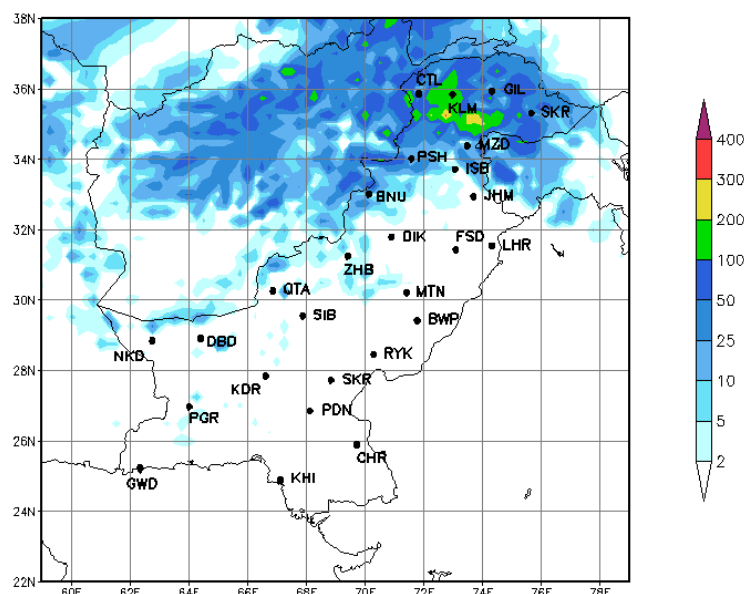 38N
36N
34N
32N
30N
28N
26N
24N
22N
CTL
GIL
KLM
SKR
MZD
PSH
ISB
BNU
JHM
DIK
FSD
LHR
ZHB
QTA
MTN
SIB
BWP
NKD
DBD
RYK
KDR
SKR
PGR
PDN
CHR
GWD
KHI
60E
62E
64E
66E
68E
70E
72E
74E
76E
78E
400
300
200
100
50
25
10
5
2